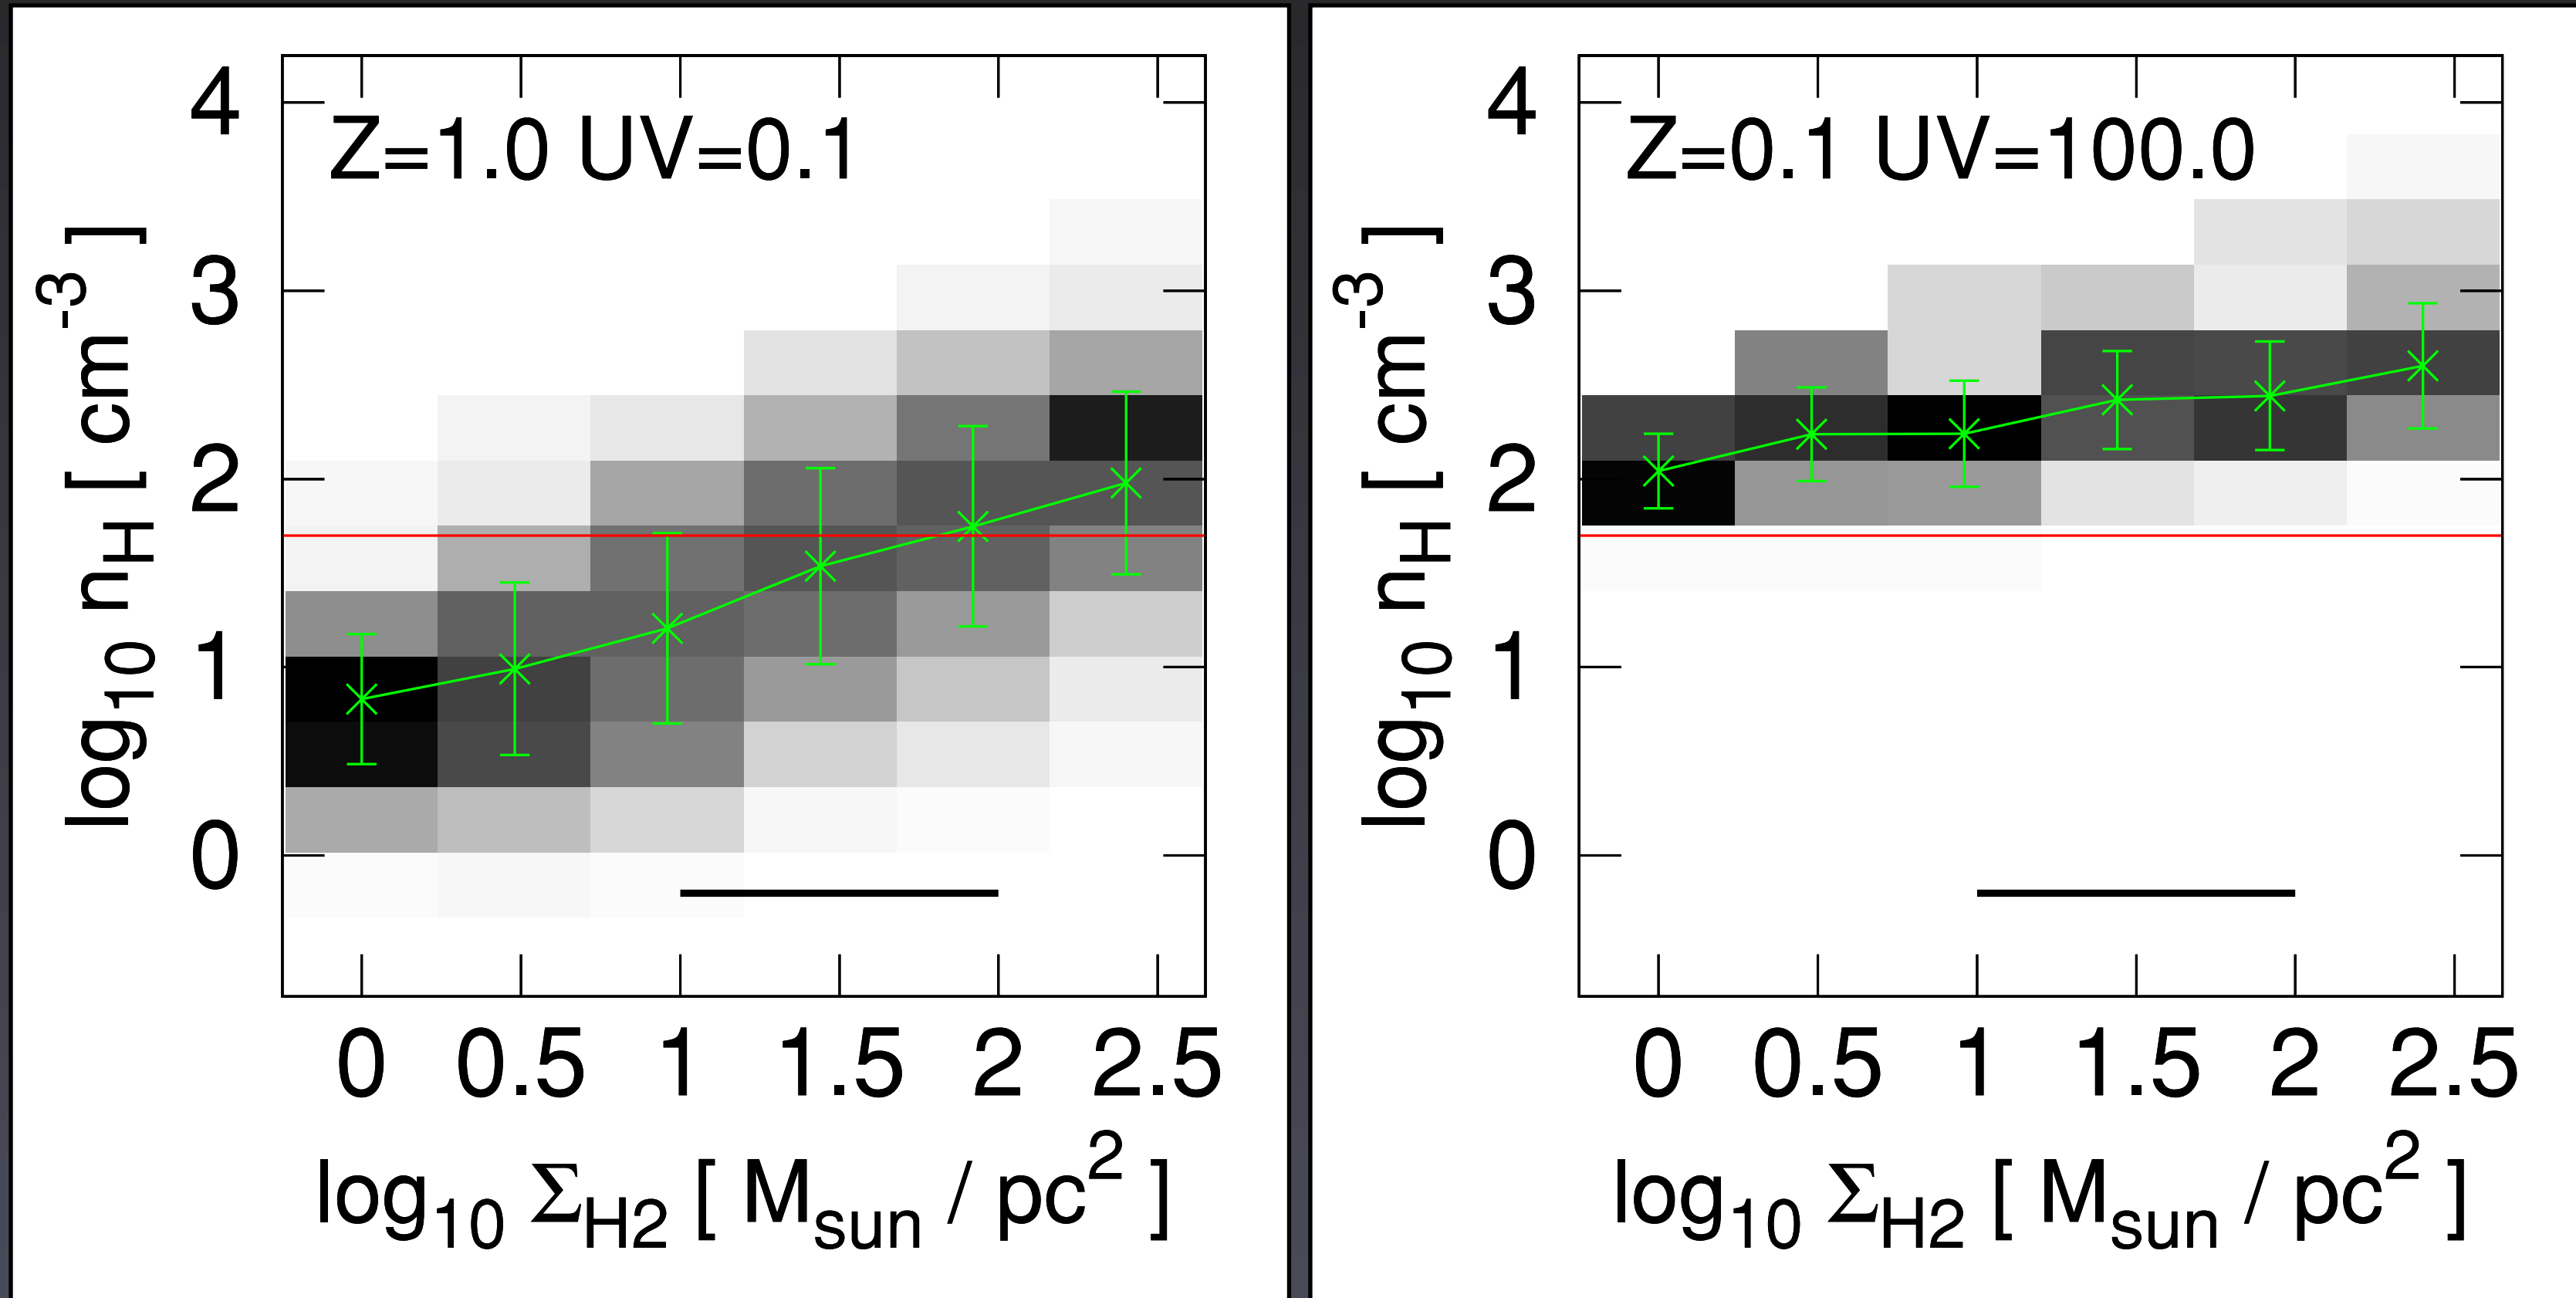 Z=1.0 UV=0.1
log10 nH [ cm-3 ]
4
3
2
1
0
0 0.5 1 1.5 2 2.5
log10 ΣH2 [ Msun / pc2 ]
Z=0.1 UV=100.0
log10 nH [ cm-3 ]
4
3
2
1
0
0 0.5 1 1.5 2 2.5
log10 ΣH2 [ Msun / pc2 ]